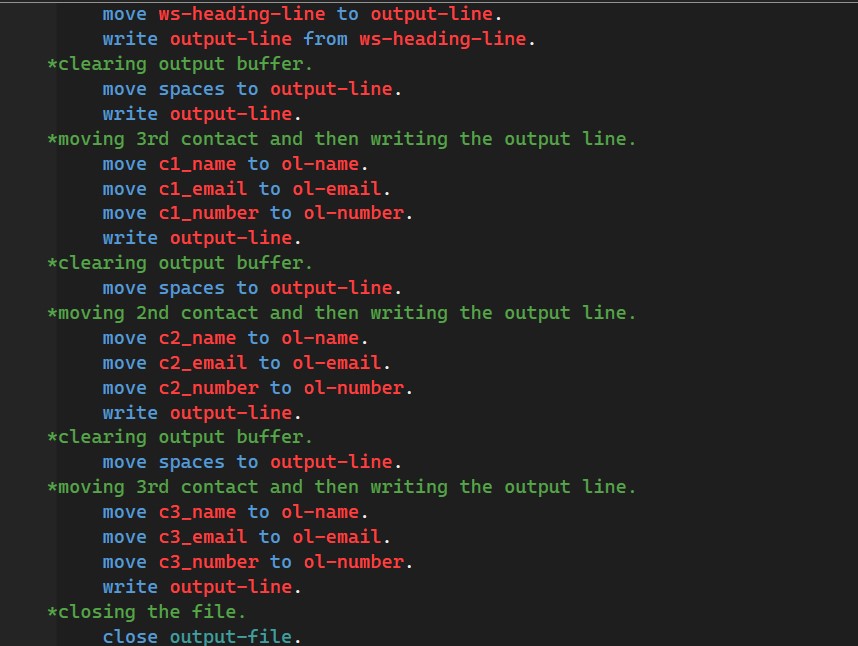 move ws-heading-line to output-line.
write output-line from ws-heading-line.
*clearing output buffer.
move spaces to output-line.
write output-line.
*moving 3rd contact and then writing the output line.
move c1_name to ol-name.
move c1_email to ol-email.
move c1_number to ol-number.
write output-line.
*clearing output buffer.
move spaces to output-line.
*moving 2nd contact and then writing the output line.
move c2_name to ol-name.
move c2_email to ol-email.
move c2_number to ol-number.
write output-line.
*clearing output buffer.
move spaces to output-line.
*moving 3rd contact and then writing the output line.
move c3_name to ol-name.
move c3_email to ol-email.
move c3_number to ol-number.
write output-line.
*closing the file.
close output-file.